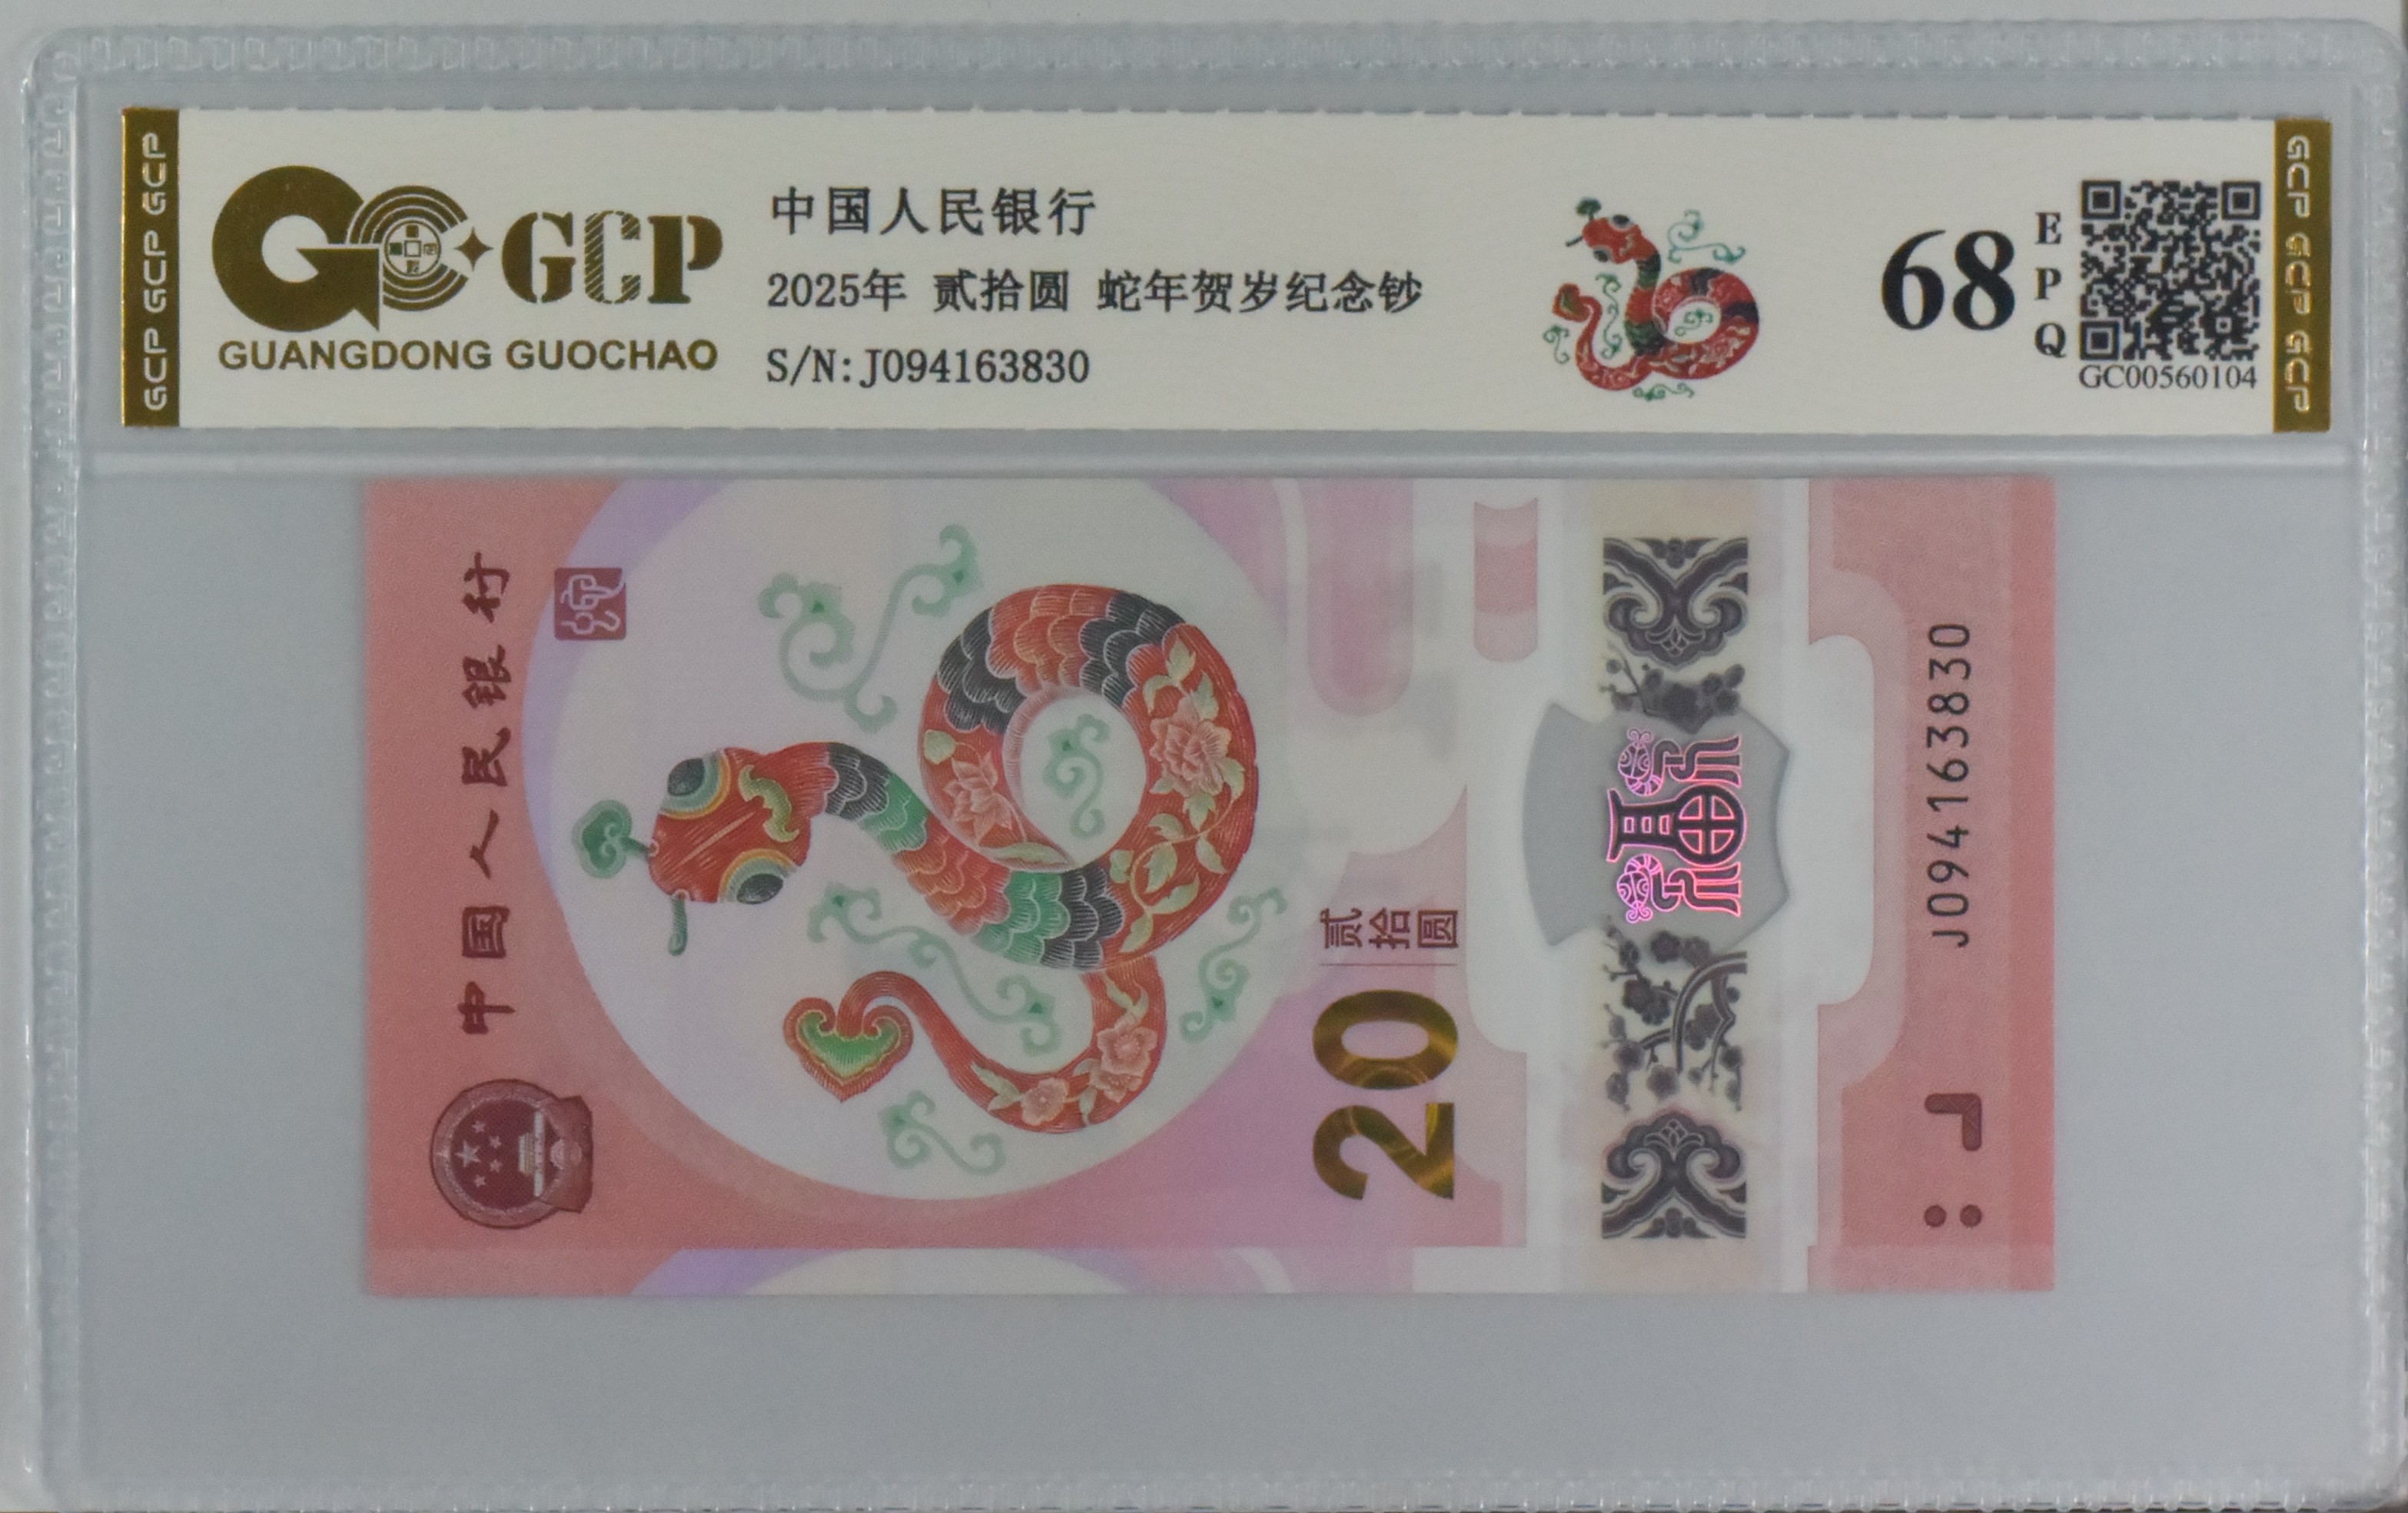 GCP GCP GCP
GCP
GUANGDONG GUOCHAO
中国人民银行
2025年 贰拾圆 蛇年贺岁纪念钞
S/N:J094163830
68
E
P
Q
GC00560104
GCP GCP GCP
中国人民银行
贰拾圆
20
J094163830